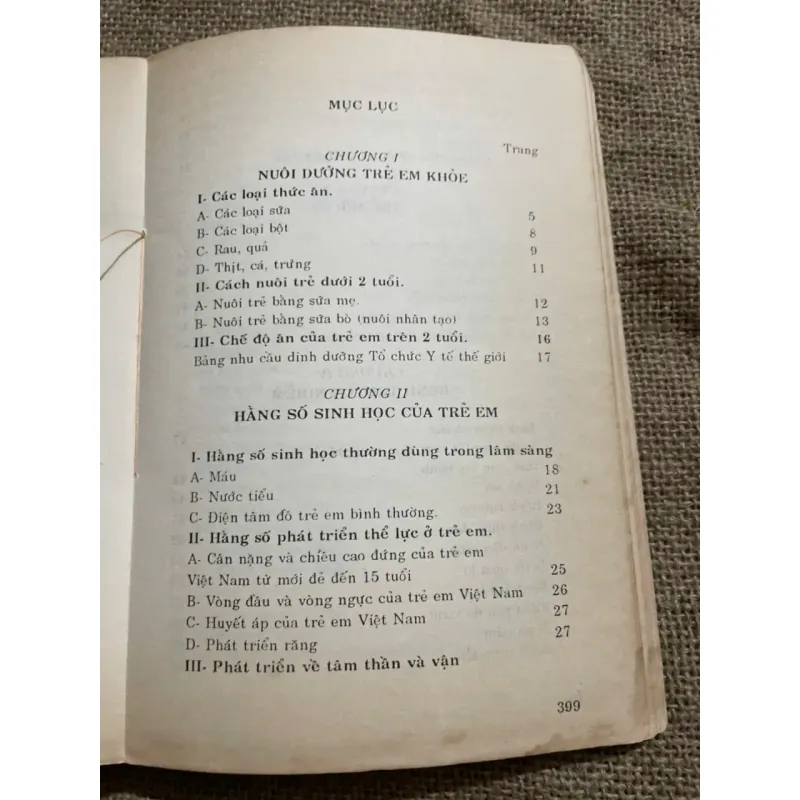 MỤC LỤC
Trang
CHƯƠNG I
NUÔI DƯỠNG TRẺ EM KHỎE
I- Các loại thức ăn.
A- Các loại sữa 5
B- Các loại bột 8
C- Rau, quả 9
D- Thịt, cá, trứng 11
II- Cách nuôi trẻ dưới 2 tuổi.
A- Nuôi trẻ bằng sữa mẹ. 12
B- Nuôi trẻ bằng sữa bò (nuôi nhân tạo) 13
III- Chế độ ăn của trẻ em trên 2 tuổi. 16
Bảng nhu cầu dinh dưỡng Tổ chức Y tế thế giới 17
CHƯƠNG II
HẰNG SỐ SINH HỌC CỦA TRẺ EM
I- Hằng số sinh học thường dùng trong lâm sàng
A- Máu 18
B- Nước tiểu 21
C- Điện tâm đồ trẻ em bình thường. 23
II- Hằng số phát triển thể lực ở trẻ em.
A- Cân nặng và chiều cao đứng của trẻ em
Việt Nam từ mới đẻ đến 15 tuổi 25
B- Vòng đầu và vòng ngực của trẻ em Việt Nam 26
C- Huyết áp của trẻ em Việt Nam 27
D- Phát triển răng 27
III- Phát triển về tâm thần và vận
399